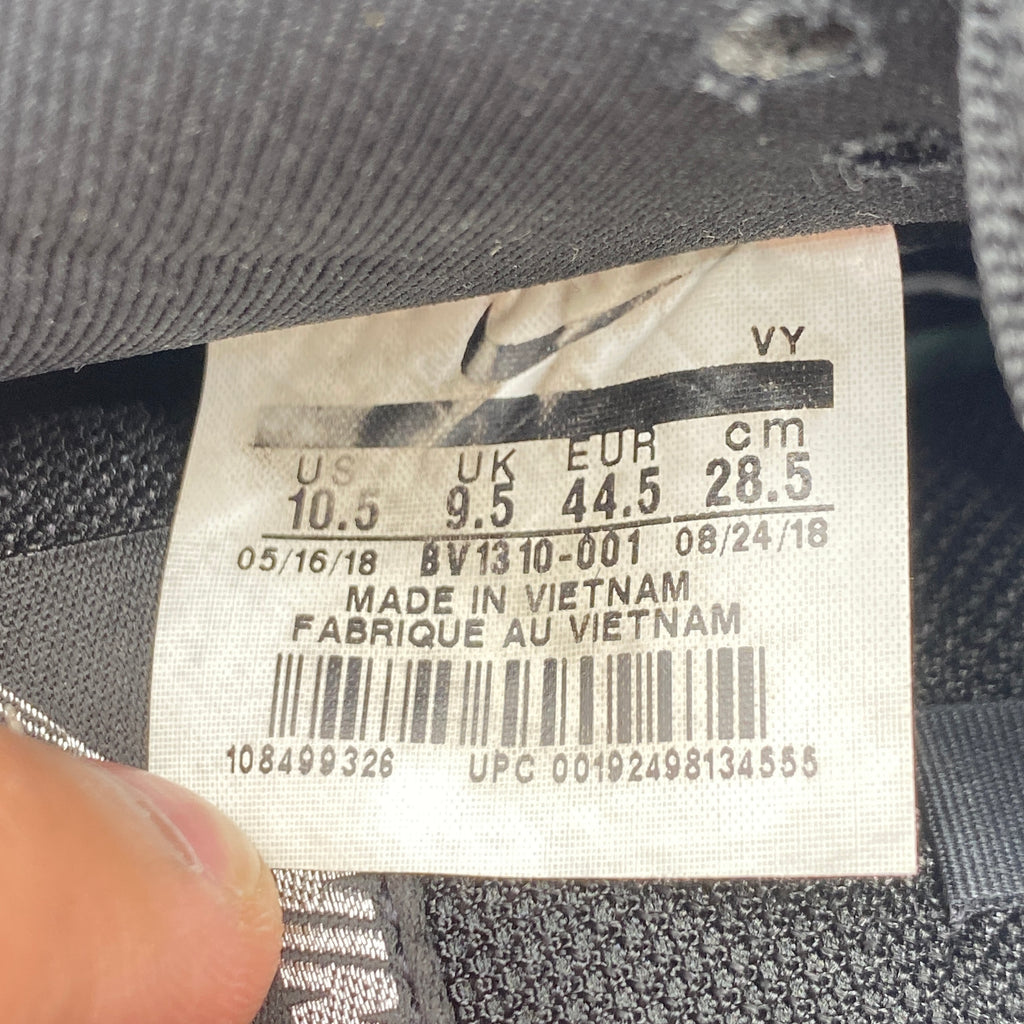 VY
US UK EUR cm
10.5 9.5 44.5 28.5
05/16/18 BV1310-001 08/24/18
MADE IN VIETNAM
FABRIQUE AU VIETNAM
108499326 UPC 00192498134555